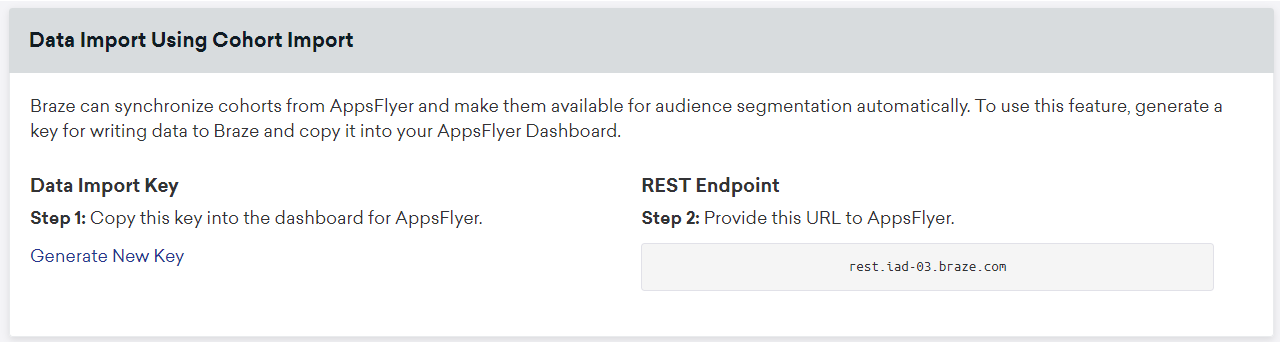 Data Import Using Cohort Import
Braze can synchronize cohorts from AppsFlyer and make them available for audience segmentation automatically. To use this feature, generate a
key for writing data to Braze and copy it into your AppsFlyer Dashboard.
Data Import Key
Step 1: Copy this key into the dashboard for AppsFlyer.
Generate New Key
REST Endpoint
Step 2: Provide this URL to AppsFlyer.
rest.iad-03.braze.com